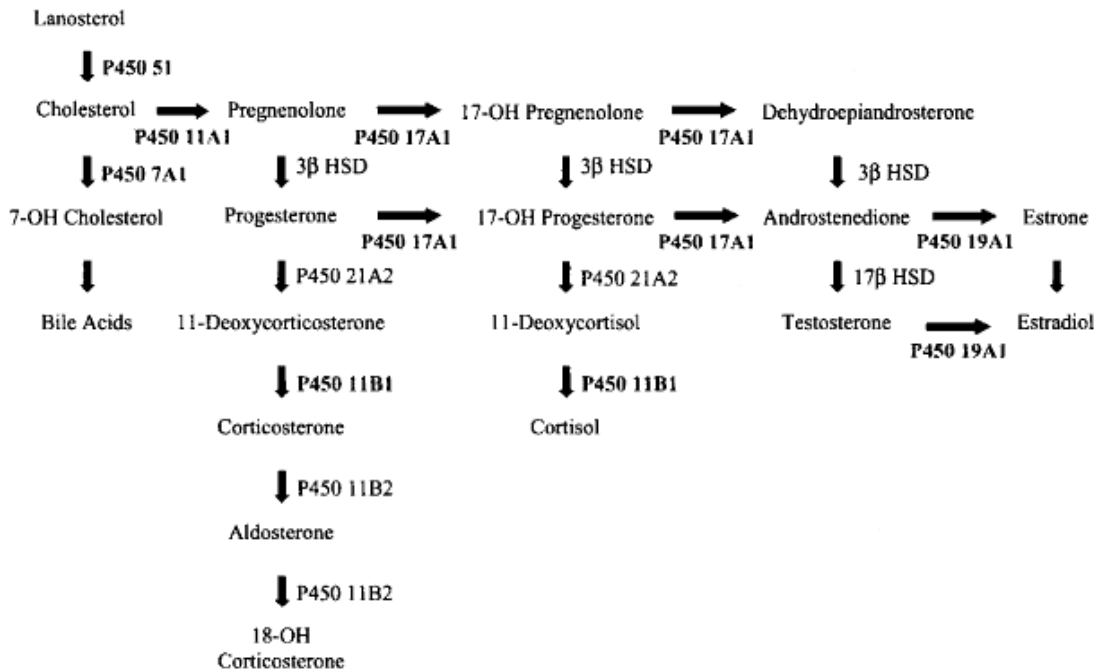 Lanosterol
P450 51
Cholesterol Pregnenolone 17-OH Pregnenolone Dehydroepiandrosterone
P450 11A1 P450 17A1 P450 17A1
P450 7A1 3β HSD 3β HSD 3β HSD
7-OH Cholesterol Progesterone 17-OH Progesterone Androstenedione Estrone
P450 17A1 P450 17A1 P450 19A1
P450 21A2 P450 21A2 17β HSD
Bile Acids 11-Deoxycorticosterone 11-Deoxycortisol Testosterone Estradiol
P450 19A1
P450 11B1 P450 11B1
Corticosterone Cortisol
P450 11B2
Aldosterone
P450 11B2
18-OH
Corticosterone